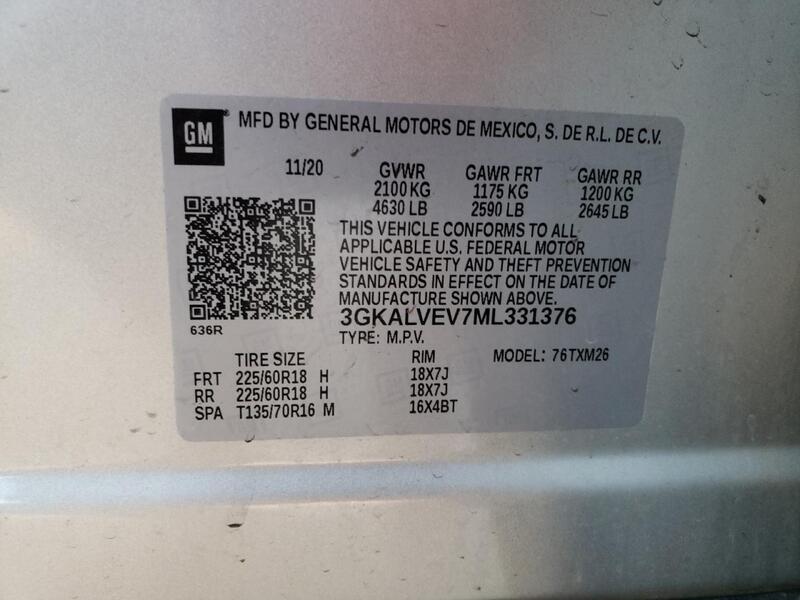 GM
MFD BY GENERAL MOTORS DE MEXICO, S. DE R.L. DE C.V.
11/20 GVWR GAWR FRT GAWR RR
2100 KG 1175 KG 1200 KG
4630 LB 2590 LB 2645 LB
THIS VEHICLE CONFORMS TO ALL
APPLICABLE U.S. FEDERAL MOTOR
VEHICLE SAFETY AND THEFT PREVENTION
STANDARDS IN EFFECT ON THE DATE OF
MANUFACTURE SHOWN ABOVE.
636R
3GKALVEV7ML331376
TYPE: M.P.V.
TIRE SIZE RIM MODEL: 76TXM26
FRT 225/60R18 H 18X7J
RR 225/60R18 H 18X7J
SPA T135/70R16 M 16X4BT